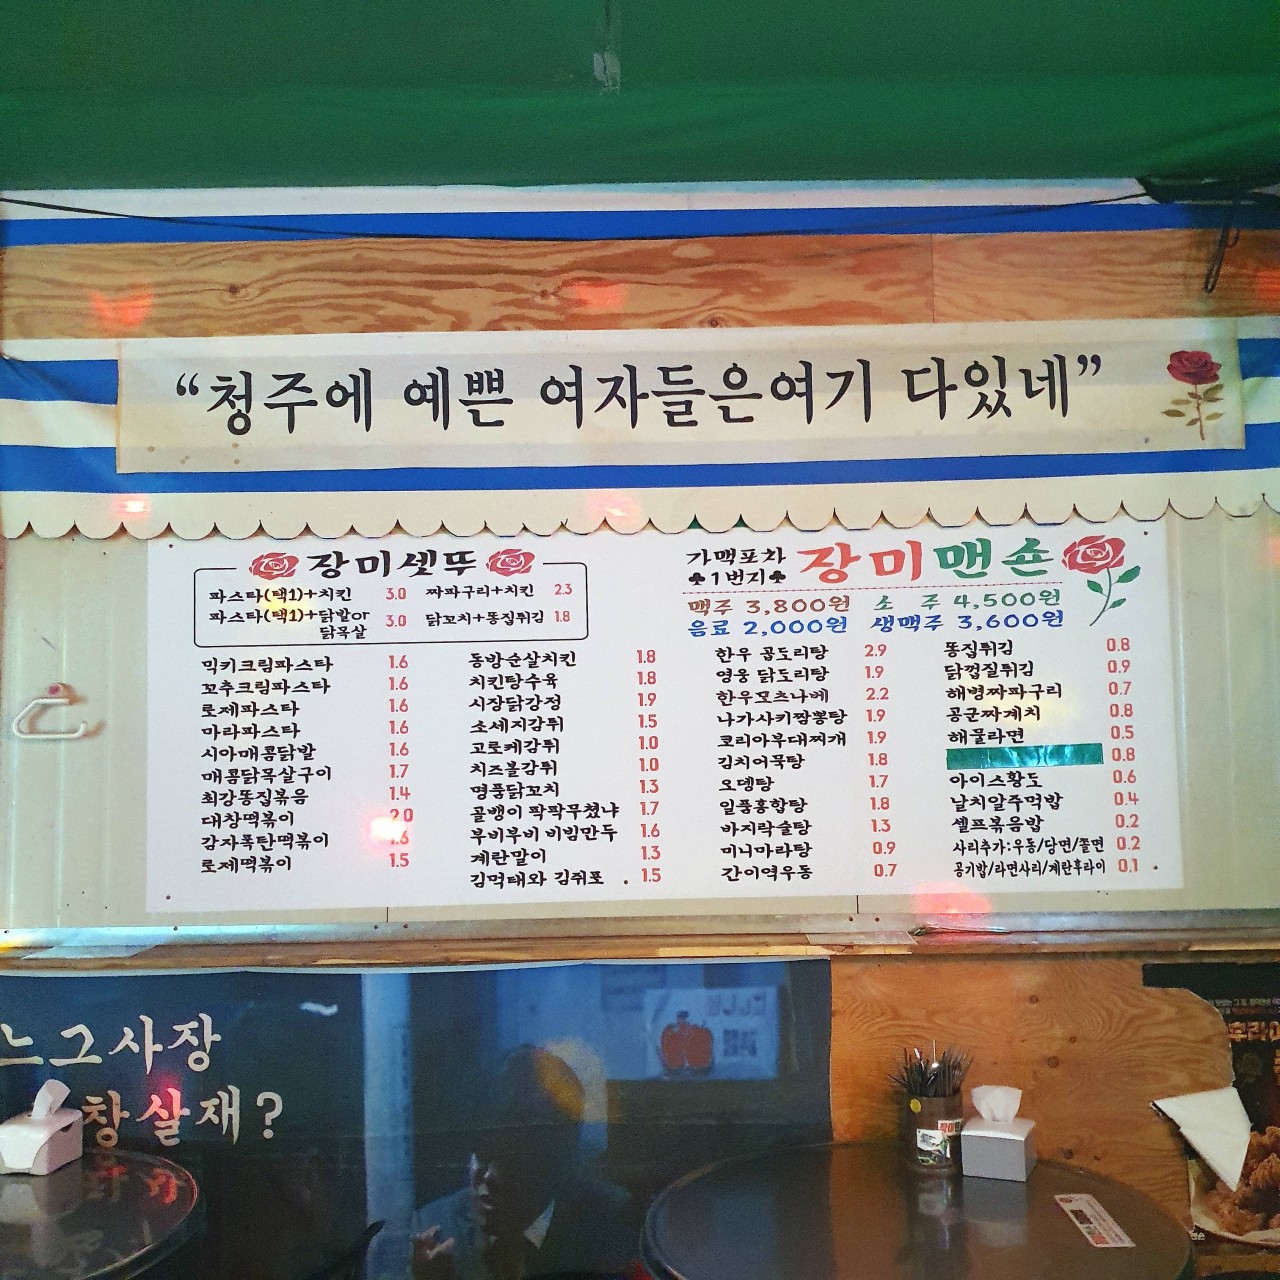 “청주에 예쁜 여자들은여기 다있네”
장미셋뚜
파스타(택1)+치킨 3.0 짜파구리+치킨 2.3
파스타(택1)+닭발or 닭목살 3.0 닭꼬치+똥집튀김 1.8
믹키크림파스타 1.6
꼬추크림파스타 1.6
로제파스타 1.6
마라파스타 1.6
시아매콤닭발 1.6
매콤닭목살구이 1.7
최강똥집볶음 1.4
대창떡볶이 2.0
감자폭탄떡볶이 1.6
로제떡볶이 1.5
동방순살치킨 1.8
치킨탕수육 1.8
시장닭강정 1.9
소세지감튀 1.5
고로케감튀 1.0
치즈볼감튀 1.0
명품닭꼬치 1.3
골뱅이 팍팍무쳤냐 1.7
부비부비 비빔만두 1.6
계란말이 1.3
김먹태와 김쥐포 1.5
가맥포차
♣1번지♣
장미맨숀
맥주 3,800원 소 주 4,500원
음료 2,000원 생맥주 3,600원
한우 곱도리탕 2.9
영웅 닭도리탕 1.9
한우모츠나베 2.2
나가사키짬뽕탕 1.9
코리아부대찌개 1.9
김치어묵탕 1.8
오뎅탕 1.7
일품홍합탕 1.8
바지락술탕 1.3
미니마라탕 0.9
간이역우동 0.7
똥집튀김 0.8
닭껍질튀김 0.9
해병짜파구리 0.7
공군짜계치 0.8
해물라면 0.5
0.8
아이스황도 0.6
날치알주먹밥 0.4
셀프볶음밥 0.2
사리추가:우동/당면/쫄면 0.2
공기밥/라면사리/계란후라이 0.1
느그사장
창살재?